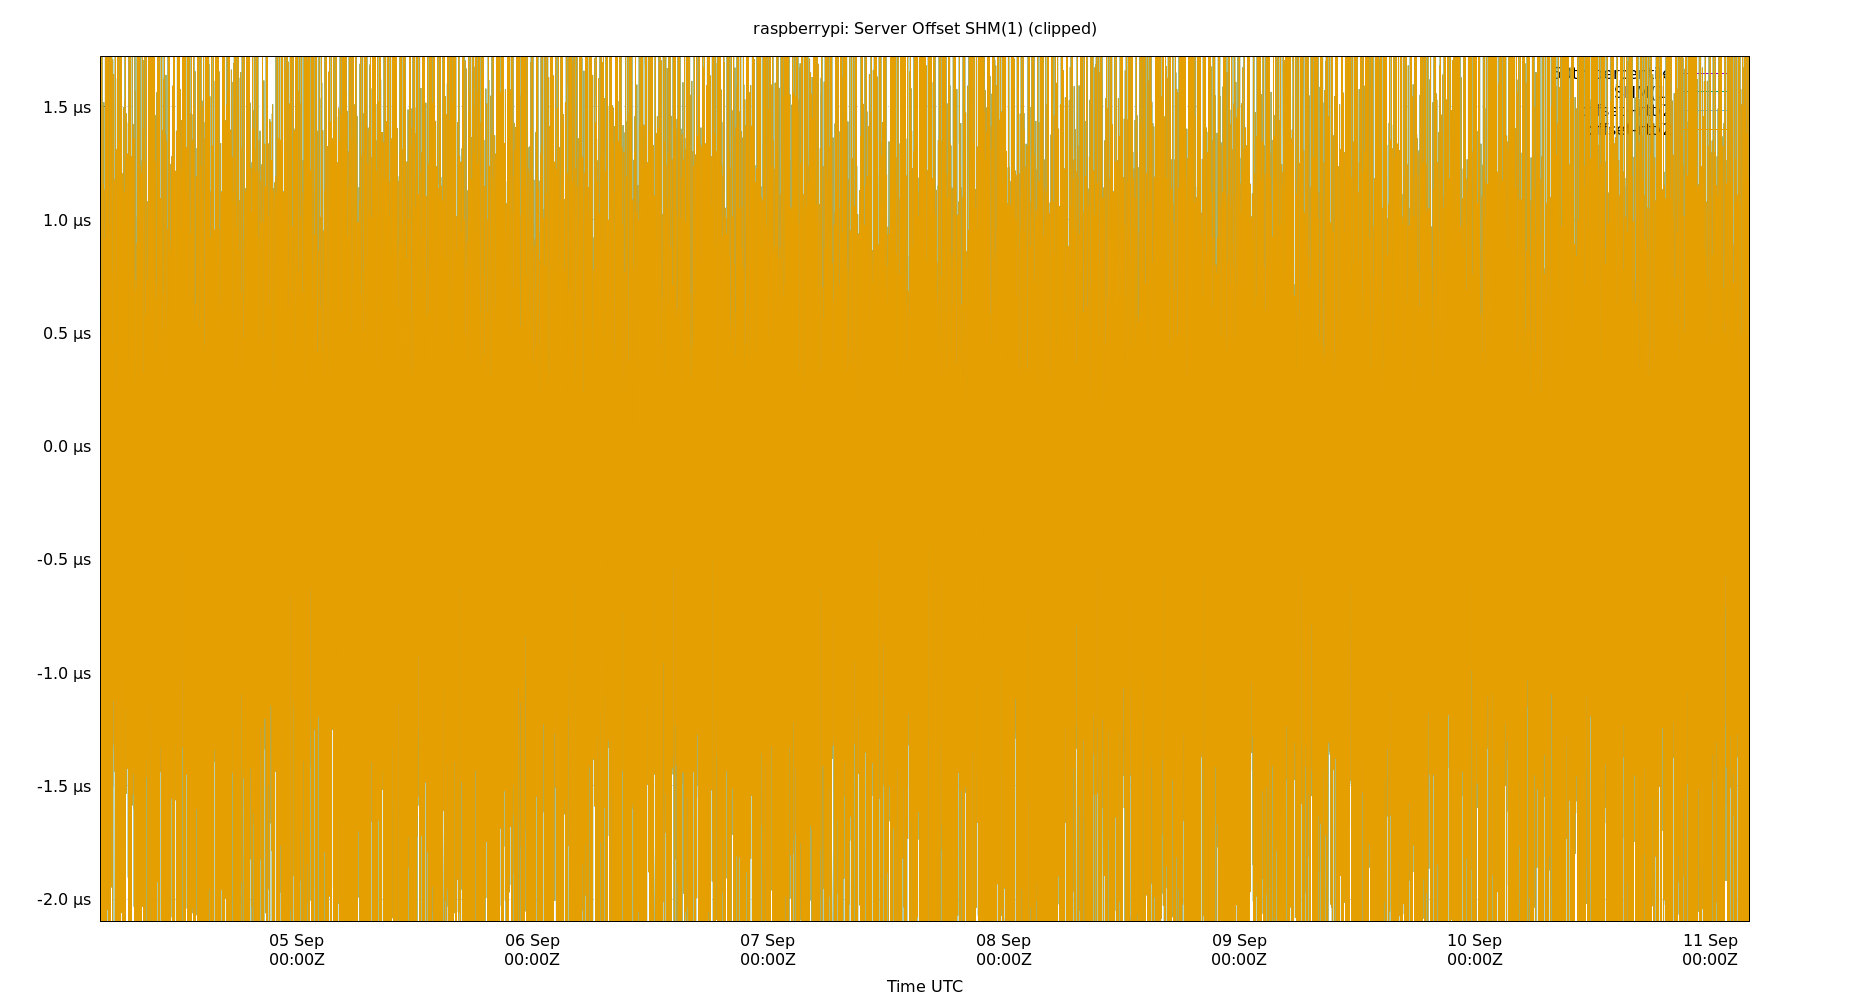 raspberrypi: Server Offset SHM(1) (clipped)
1.5 µs
1.0 µs
0.5 µs
0.0 µs
-0.5 µs
-1.0 µs
-1.5 µs
-2.0 µs
05 Sep 06 Sep 07 Sep 08 Sep 09 Sep 10 Sep 11 Sep
00:00Z 00:00Z 00:00Z 00:00Z 00:00Z 00:00Z 00:00Z
Time UTC